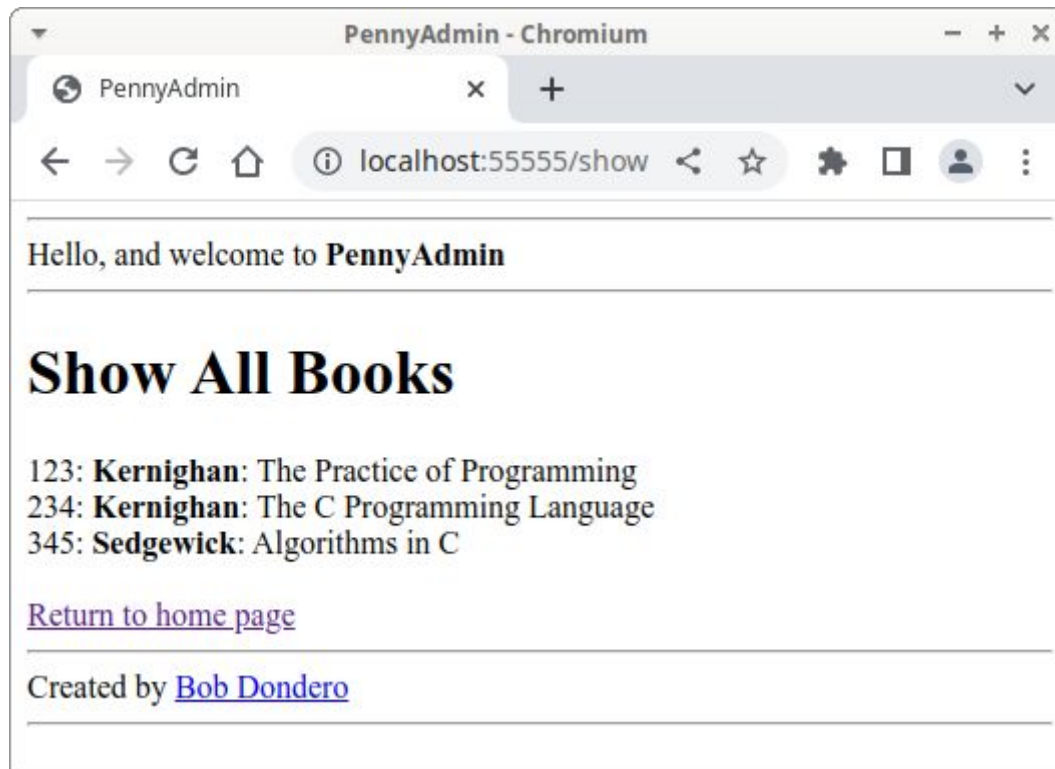 PennyAdmin - Chromium
PennyAdmin
localhost:55555/show
Hello, and welcome to PennyAdmin
Show All Books
123: Kernighan: The Practice of Programming
234: Kernighan: The C Programming Language
345: Sedgewick: Algorithms in C
Return to home page
Created by Bob Dondero